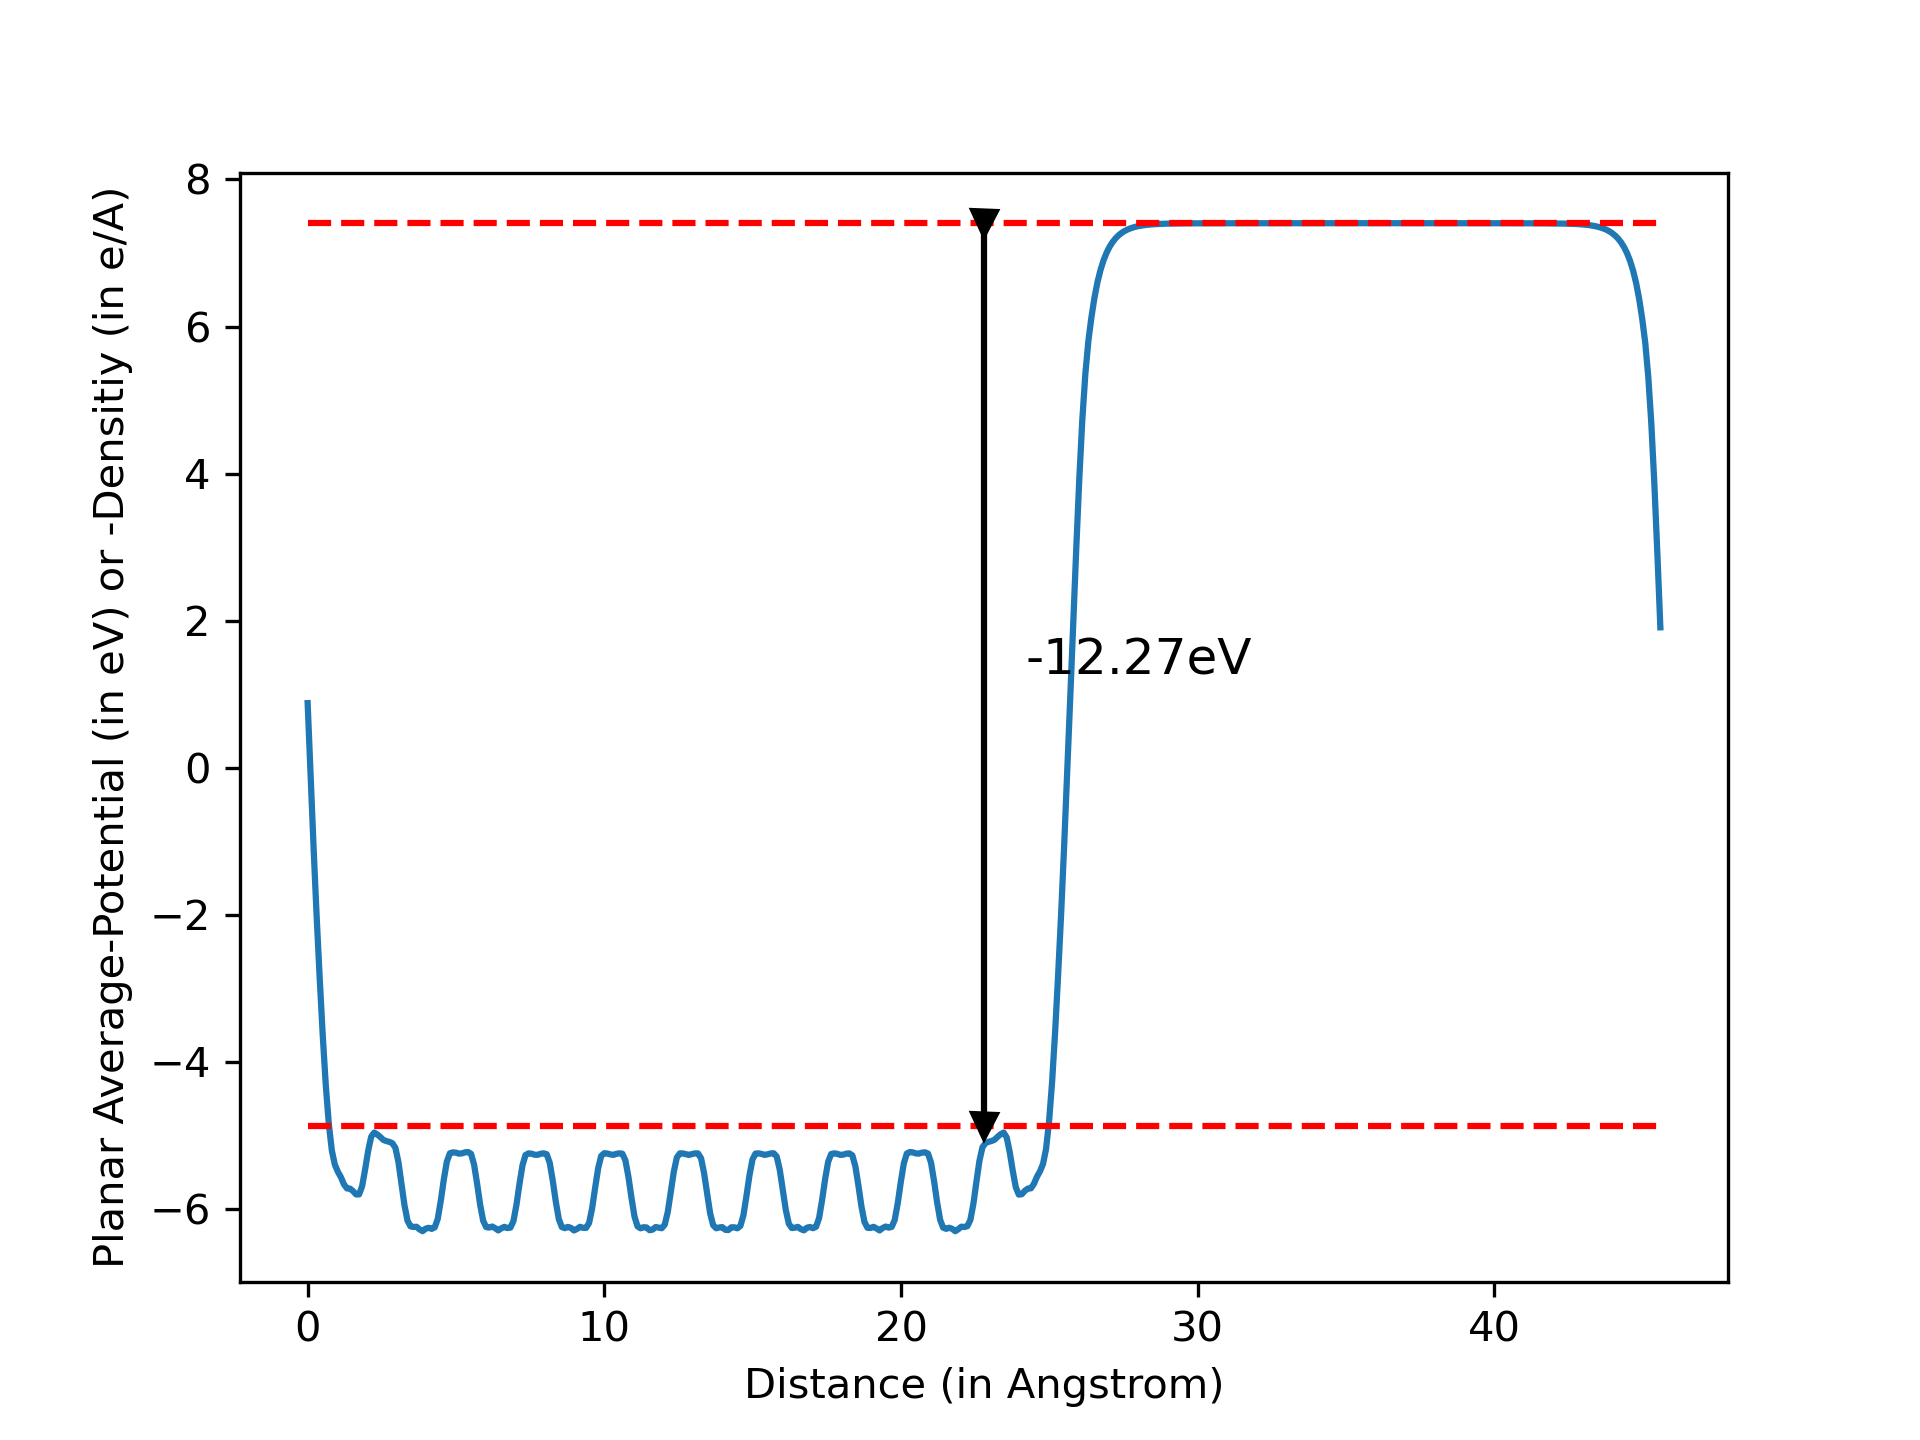 Planar Average-Potential (in eV) or -Densitiy (in e/A)
8
6
4
2
0
−2
−4
−6
-12.27eV
0 10 20 30 40
Distance (in Angstrom)